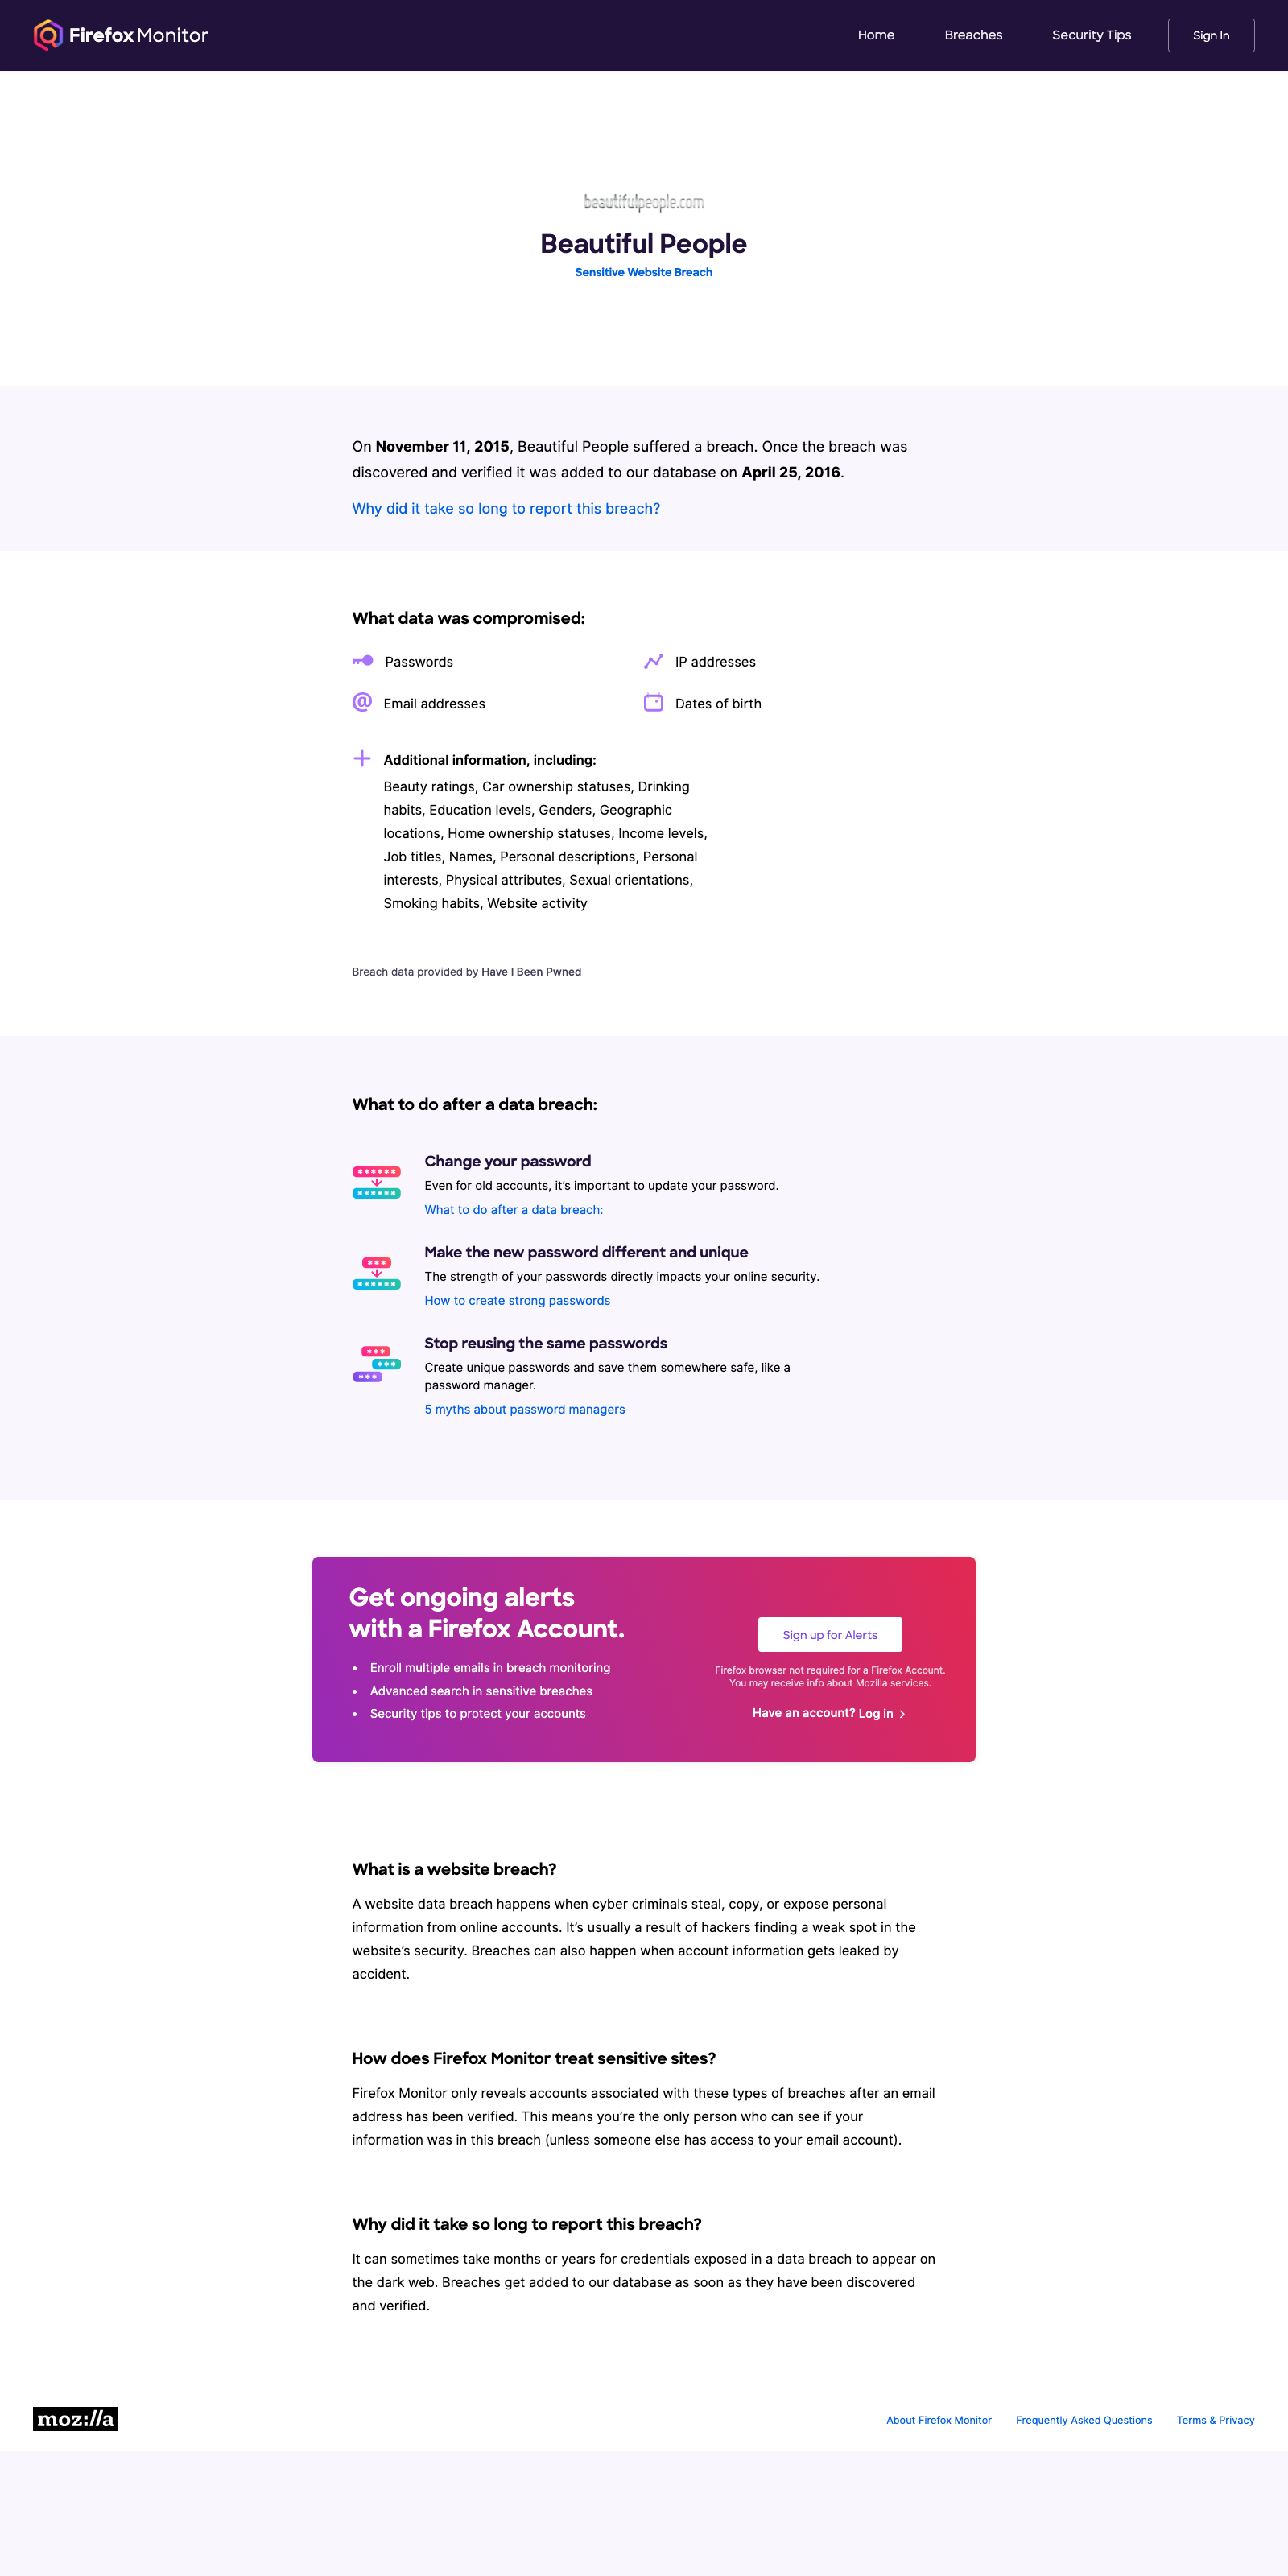 Firefox Monitor
Home
Breaches
Security Tips
Sign In
beautifulpeople.com
Beautiful People
Sensitive Website Breach
On November 11, 2015, Beautiful People suffered a breach. Once the breach was
discovered and verified it was added to our database on April 25, 2016.
Why did it take so long to report this breach?
What data was compromised:
Passwords
IP addresses
Email addresses
Dates of birth
Additional information, including:
Beauty ratings, Car ownership statuses, Drinking
habits, Education levels, Genders, Geographic
locations, Home ownership statuses, Income levels,
Job titles, Names, Personal descriptions, Personal
interests, Physical attributes, Sexual orientations,
Smoking habits, Website activity
Breach data provided by Have I Been Pwned
What to do after a data breach:
Change your password
Even for old accounts, it’s important to update your password.
What to do after a data breach:
Make the new password different and unique
The strength of your passwords directly impacts your online security.
How to create strong passwords
Stop reusing the same passwords
Create unique passwords and save them somewhere safe, like a
password manager.
5 myths about password managers
Get ongoing alerts
with a Firefox Account.
• Enroll multiple emails in breach monitoring
• Advanced search in sensitive breaches
• Security tips to protect your accounts
Sign up for Alerts
Firefox browser not required for a Firefox Account.
You may receive info about Mozilla services.
Have an account? Log in
What is a website breach?
A website data breach happens when cyber criminals steal, copy, or expose personal
information from online accounts. It’s usually a result of hackers finding a weak spot in the
website’s security. Breaches can also happen when account information gets leaked by
accident.
How does Firefox Monitor treat sensitive sites?
Firefox Monitor only reveals accounts associated with these types of breaches after an email
address has been verified. This means you’re the only person who can see if your
information was in this breach (unless someone else has access to your email account).
Why did it take so long to report this breach?
It can sometimes take months or years for credentials exposed in a data breach to appear on
the dark web. Breaches get added to our database as soon as they have been discovered
and verified.
moz://a
About Firefox Monitor
Frequently Asked Questions
Terms & Privacy